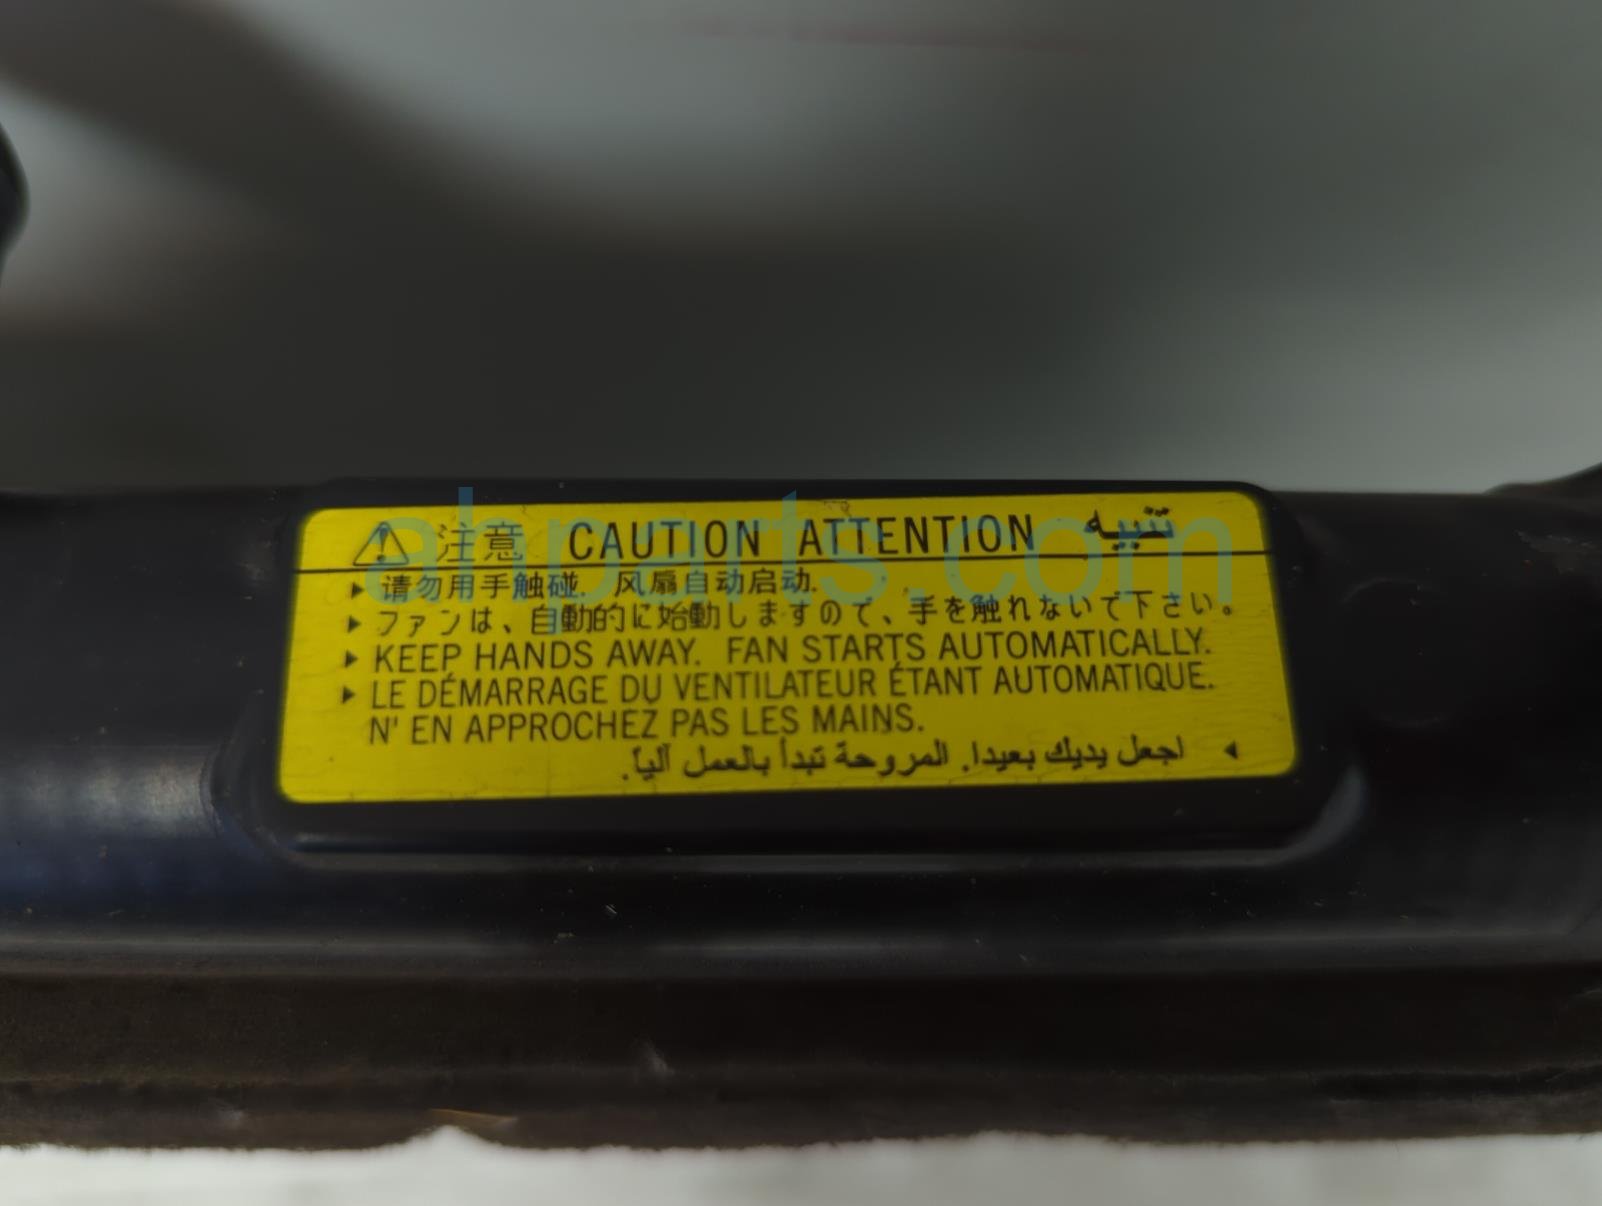 注意 CAUTION ATTENTION تنبيه
请勿用手触碰. 风扇自动启动.
ファンは、自動的に始動しますので、手を触れないで下さい。
KEEP HANDS AWAY. FAN STARTS AUTOMATICALLY.
LE DÉMARRAGE DU VENTILATEUR ÉTANT AUTOMATIQUE.
N' EN APPROCHEZ PAS LES MAINS.
اجعل يديك بعيدا. المروحة تبدأ بالعمل آليا.
ahparts.com